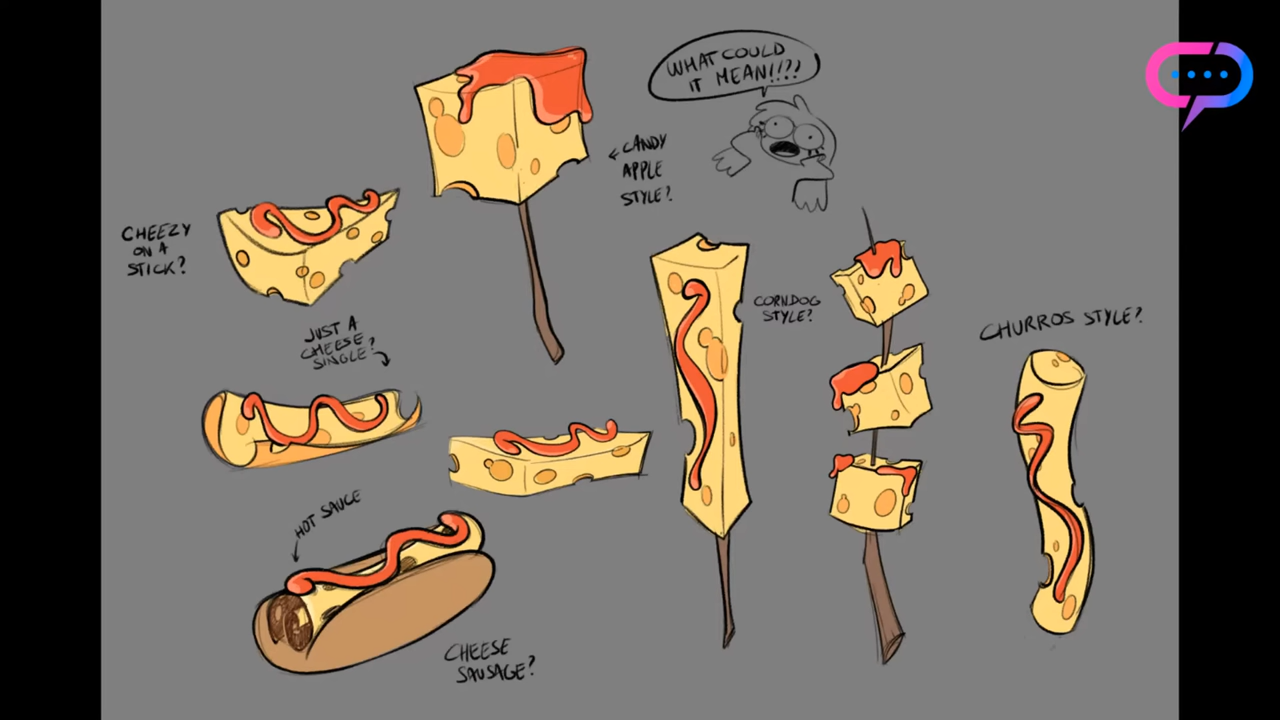 WHAT COULD
IT MEAN!!!??
← CANDY
APPLE
STYLE?
CHEEZY
ON A
STICK?
JUST A
CHEESE
SINGLE?
CORNDOG
STYLE?
CHURROS STYLE?
HOT SAUCE
CHEESE
SAUSAGE?